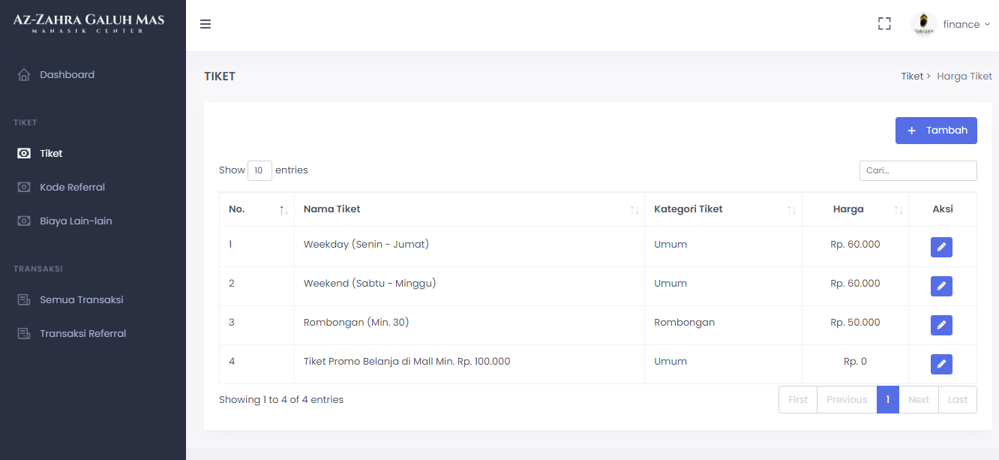 AZ-ZAHRA GALUH MAS
MANASIK CENTER
finance
Dashboard
TIKET
Tiket
Kode Referral
Biaya Lain-lain
TRANSAKSI
Semua Transaksi
Transaksi Referral
TIKET
Tiket > Harga Tiket
+ Tambah
Show 10 entries
Cari...
No. Nama Tiket Kategori Tiket Harga Aksi
1 Weekday (Senin - Jumat) Umum Rp. 60.000
2 Weekend (Sabtu - Minggu) Umum Rp. 60.000
3 Rombongan (Min. 30) Rombongan Rp. 50.000
4 Tiket Promo Belanja di Mall Min. Rp. 100.000 Umum Rp. 0
Showing 1 to 4 of 4 entries
First Previous 1 Next Last